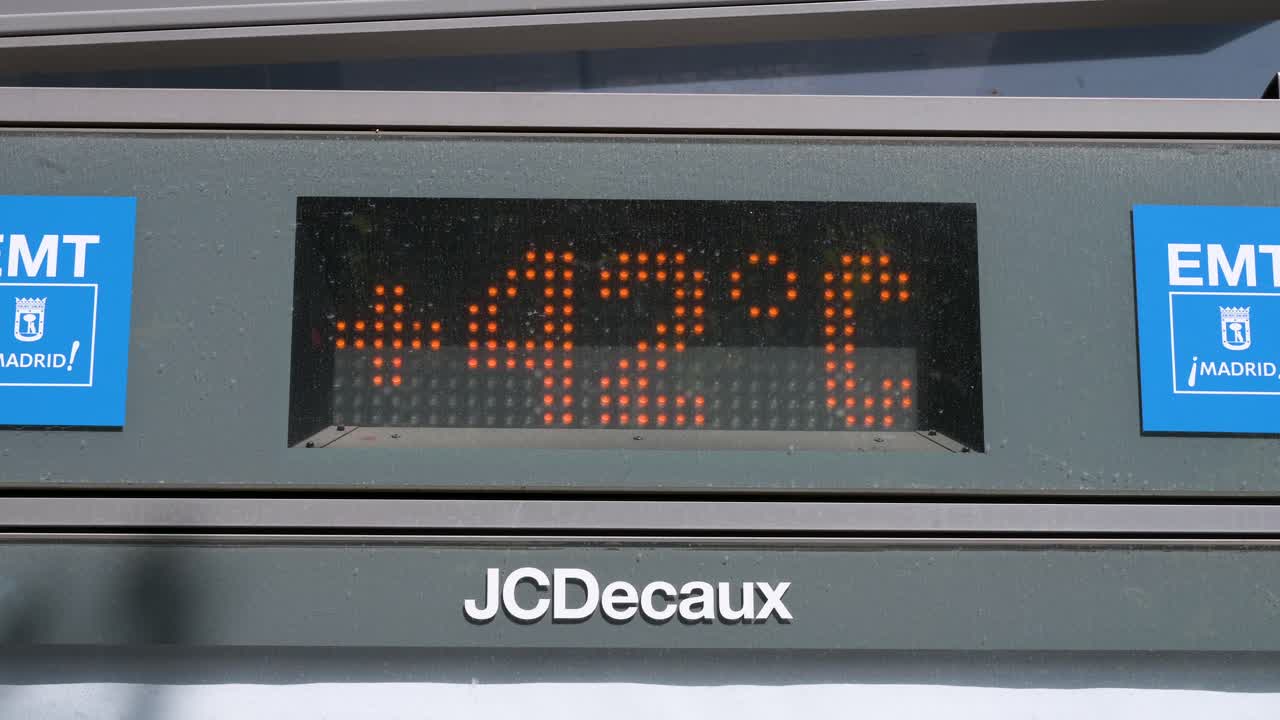 EMT
MADRID!
+42°C
EMT
¡MADRID
JCDecaux